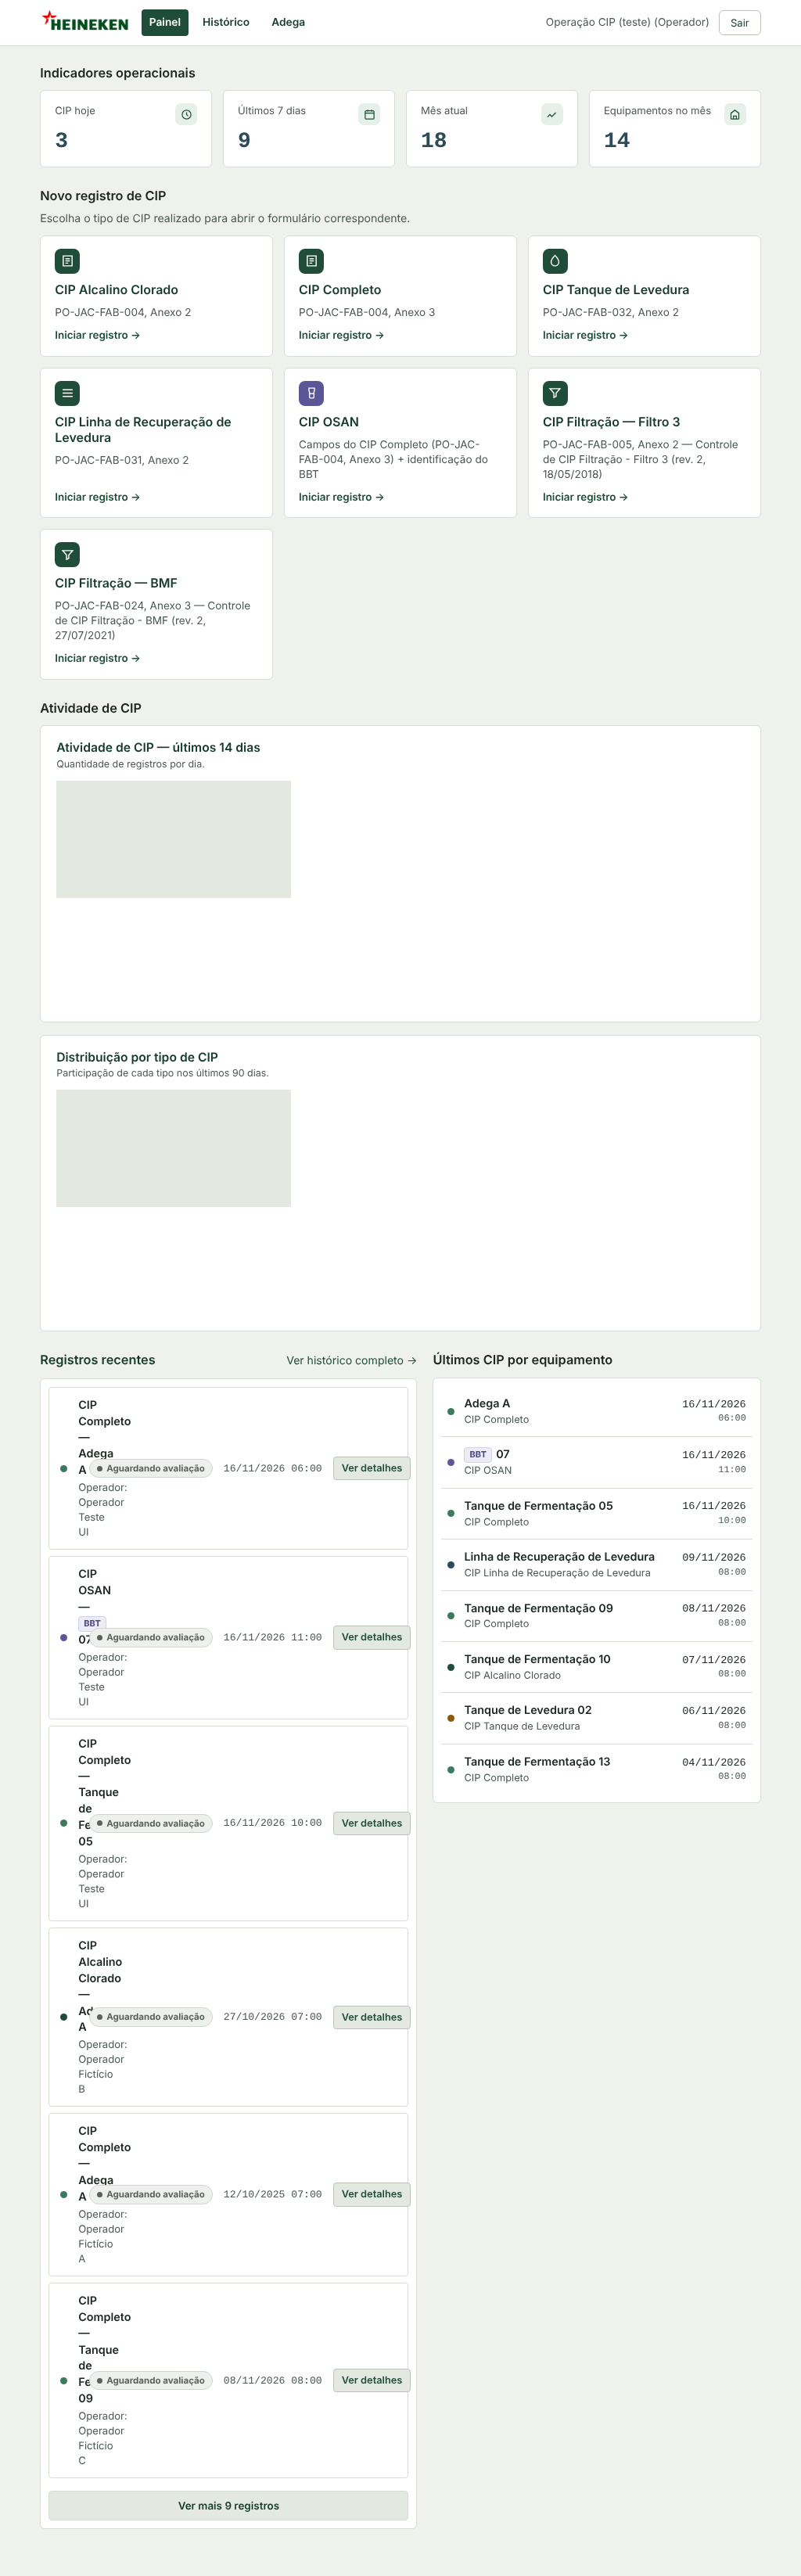 HEINEKEN
Painel
Histórico
Adega
Operação CIP (teste) (Operador)
Sair
Indicadores operacionais
CIP hoje
3
Últimos 7 dias
9
Mês atual
18
Equipamentos no mês
14
Novo registro de CIP
Escolha o tipo de CIP realizado para abrir o formulário correspondente.
CIP Alcalino Clorado
PO-JAC-FAB-004, Anexo 2
Iniciar registro →
CIP Completo
PO-JAC-FAB-004, Anexo 3
Iniciar registro →
CIP Tanque de Levedura
PO-JAC-FAB-032, Anexo 2
Iniciar registro →
CIP Linha de Recuperação de
Levedura
PO-JAC-FAB-031, Anexo 2
Iniciar registro →
CIP OSAN
Campos do CIP Completo (PO-JAC-
FAB-004, Anexo 3) + identificação do
BBT
Iniciar registro →
CIP Filtração — Filtro 3
PO-JAC-FAB-005, Anexo 2 — Controle
de CIP Filtração - Filtro 3 (rev. 2,
18/05/2018)
Iniciar registro →
CIP Filtração — BMF
PO-JAC-FAB-024, Anexo 3 — Controle
de CIP Filtração - BMF (rev. 2,
27/07/2021)
Iniciar registro →
Atividade de CIP
Atividade de CIP — últimos 14 dias
Quantidade de registros por dia.
Distribuição por tipo de CIP
Participação de cada tipo nos últimos 90 dias.
Registros recentes
Ver histórico completo →
CIP
Completo
—
Adega
A
Operador:
Operador
Teste
UI
Aguardando avaliação
16/11/2026 06:00
Ver detalhes
CIP
OSAN
—
BBT
07
Operador:
Operador
Teste
UI
Aguardando avaliação
16/11/2026 11:00
Ver detalhes
CIP
Completo
—
Tanque
de
05
Operador:
Operador
Teste
UI
Aguardando avaliação
16/11/2026 10:00
Ver detalhes
CIP
Alcalino
Clorado
—
A
Operador:
Operador
Fictício
B
Aguardando avaliação
27/10/2026 07:00
Ver detalhes
CIP
Completo
—
Adega
A
Operador:
Operador
Fictício
A
Aguardando avaliação
12/10/2025 07:00
Ver detalhes
CIP
Completo
—
Tanque
de
09
Operador:
Operador
Fictício
C
Aguardando avaliação
08/11/2026 08:00
Ver detalhes
Ver mais 9 registros
Últimos CIP por equipamento
Adega A
CIP Completo
16/11/2026
06:00
BBT 07
CIP OSAN
16/11/2026
11:00
Tanque de Fermentação 05
CIP Completo
16/11/2026
10:00
Linha de Recuperação de Levedura
CIP Linha de Recuperação de Levedura
09/11/2026
08:00
Tanque de Fermentação 09
CIP Completo
08/11/2026
08:00
Tanque de Fermentação 10
CIP Alcalino Clorado
07/11/2026
08:00
Tanque de Levedura 02
CIP Tanque de Levedura
06/11/2026
08:00
Tanque de Fermentação 13
CIP Completo
04/11/2026
08:00